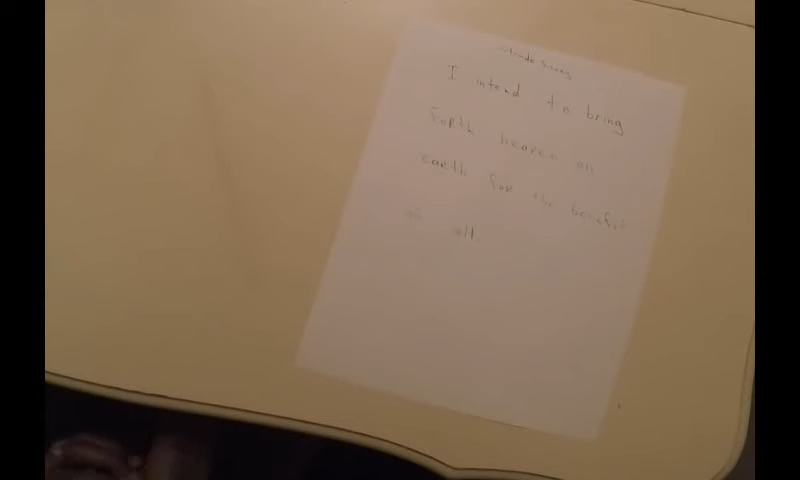 I intend to bring
forth heaven on
earth for the benefit
of all.